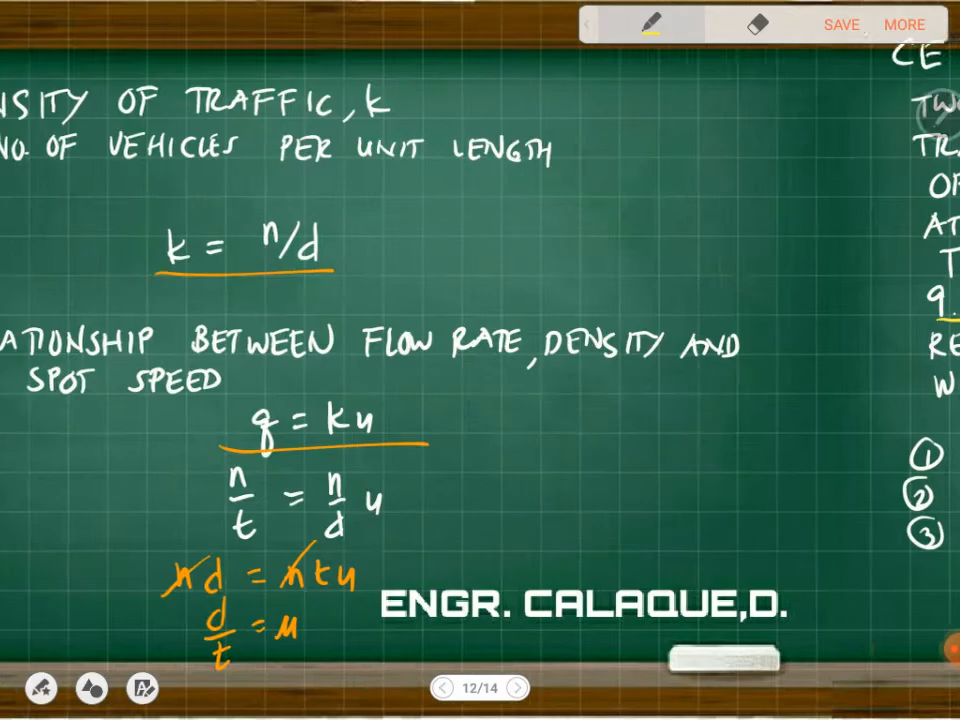 SAVE MORE
NSITY OF TRAFFIC, k
NO. OF VEHICLES PER UNIT LENGTH
k = n/d
ATIONSHIP BETWEEN FLOW RATE, DENSITY AND
SPOT SPEED
q = ku
n/t = n/d u
nd = ntu
d/t = u
ENGR. CALAQUE,D.
CE
TWO
TRA
OF
AT
T
q.
RE
W
①
②
③
12/14